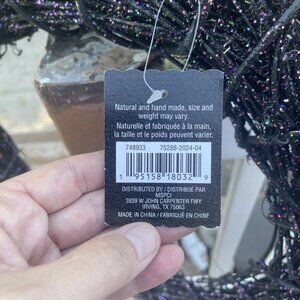 Natural and hand made, size and
weight may vary.
Naturelle et fabriquée à la main,
la taille et le poids peuvent varier.
748933 75288-2024-04
1 95158 18032 9
DISTRIBUTED BY / DISTRIBUÉ PAR
MSPCI
3939 W JOHN CARPENTER FWY
IRVING, TX 75063
MADE IN CHINA / FABRIQUÉ EN CHINE